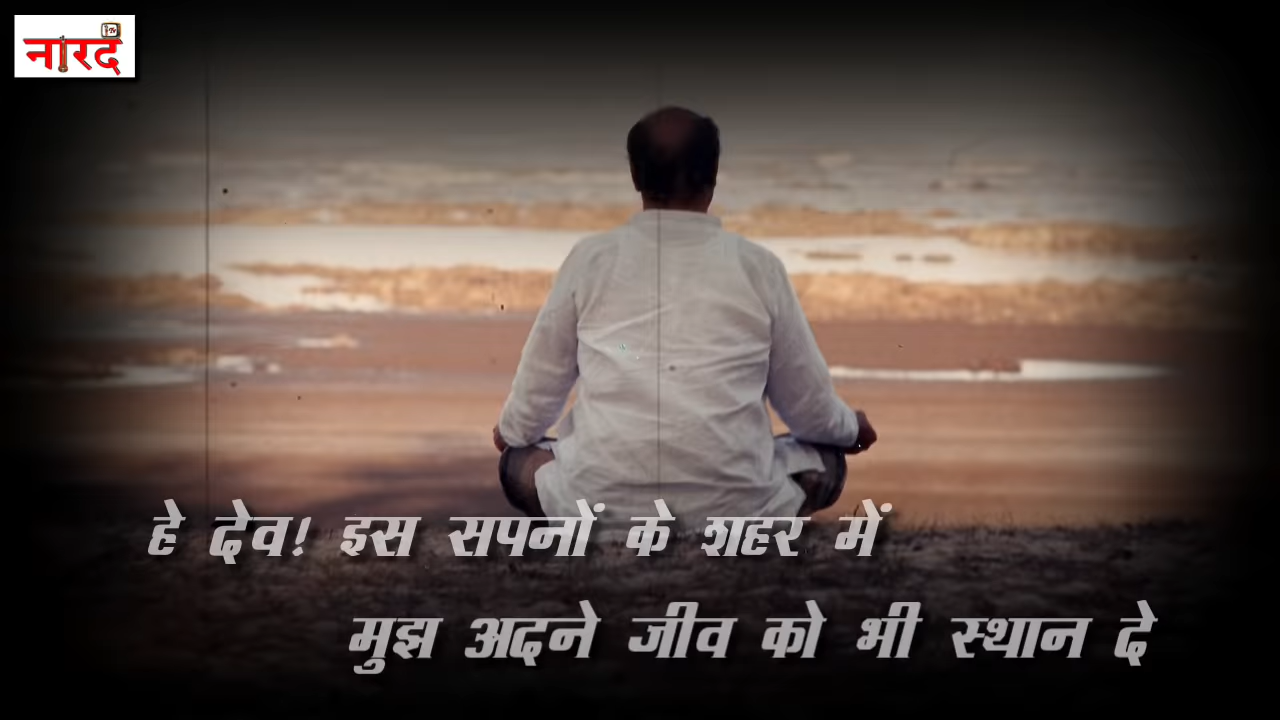 नारद
हे देव! इस सपनों के शहर में
मुझ अदने जीव को भी स्थान दे